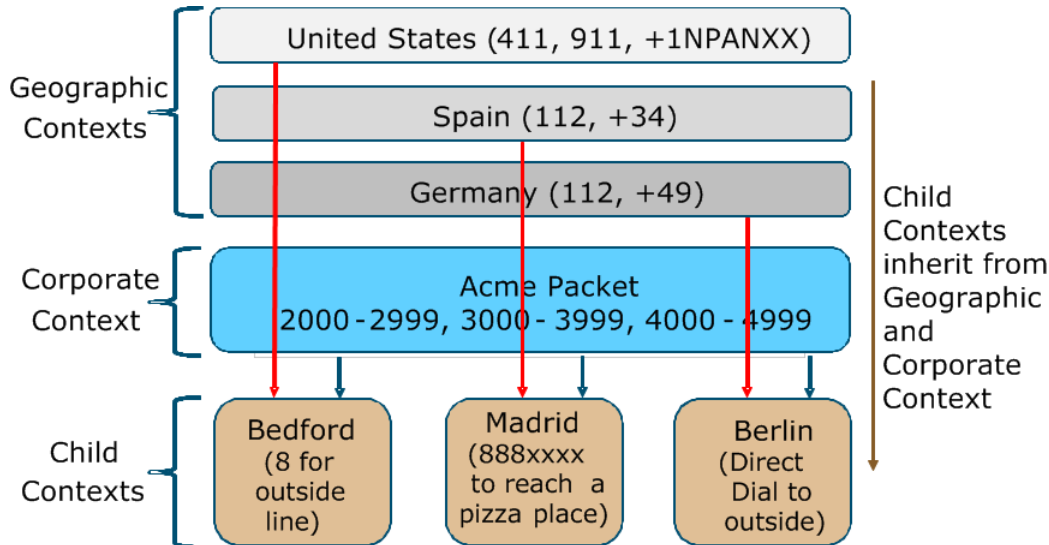 Geographic
Contexts
United States (411, 911, +1NPANXX)
Spain (112, +34)
Germany (112, +49)
Corporate
Context
Acme Packet
2000-2999, 3000-3999, 4000-4999
Child
Contexts
inherit from
Geographic
and
Corporate
Context
Child
Contexts
Bedford
(8 for
outside
line)
Madrid
(888xxxx
to reach a
pizza place)
Berlin
(Direct
Dial to
outside)